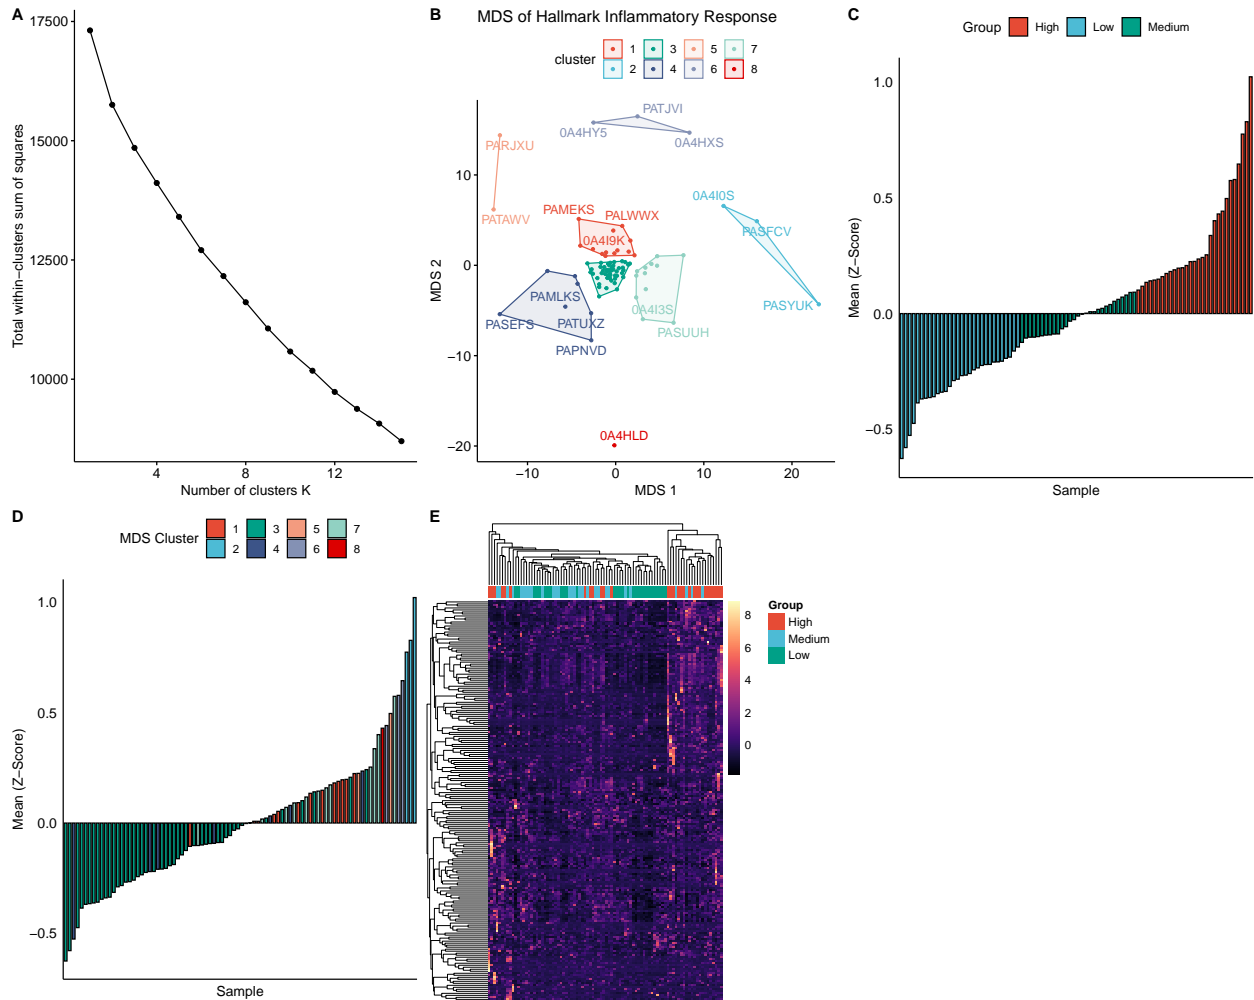 A
17500
15000
12500
10000
Total within−clusters sum of squares
4
8
12
Number of clusters K
B
MDS of Hallmark Inflammatory Response
cluster
1
3
5
7
2
4
6
8
PATJVI
0A4HY5
0A4HXS
PARJXU
PATAWV
0A4I0S
PASFCV
PASYUK
PAMEKS
PALWWX
0A4I9K
PAMLKS
PASEFS
PATUXZ
PAPNVD
0A4I3S
PASUUH
0A4HLD
10
0
−10
−20
MDS 2
−10
0
10
20
MDS 1
C
Group
High
Low
Medium
1.0
0.5
0.0
−0.5
Mean (Z−Score)
Sample
D
MDS Cluster
1
3
5
7
2
4
6
8
1.0
0.5
0.0
−0.5
Mean (Z−Score)
Sample
E
8
6
4
2
0
Group
High
Medium
Low